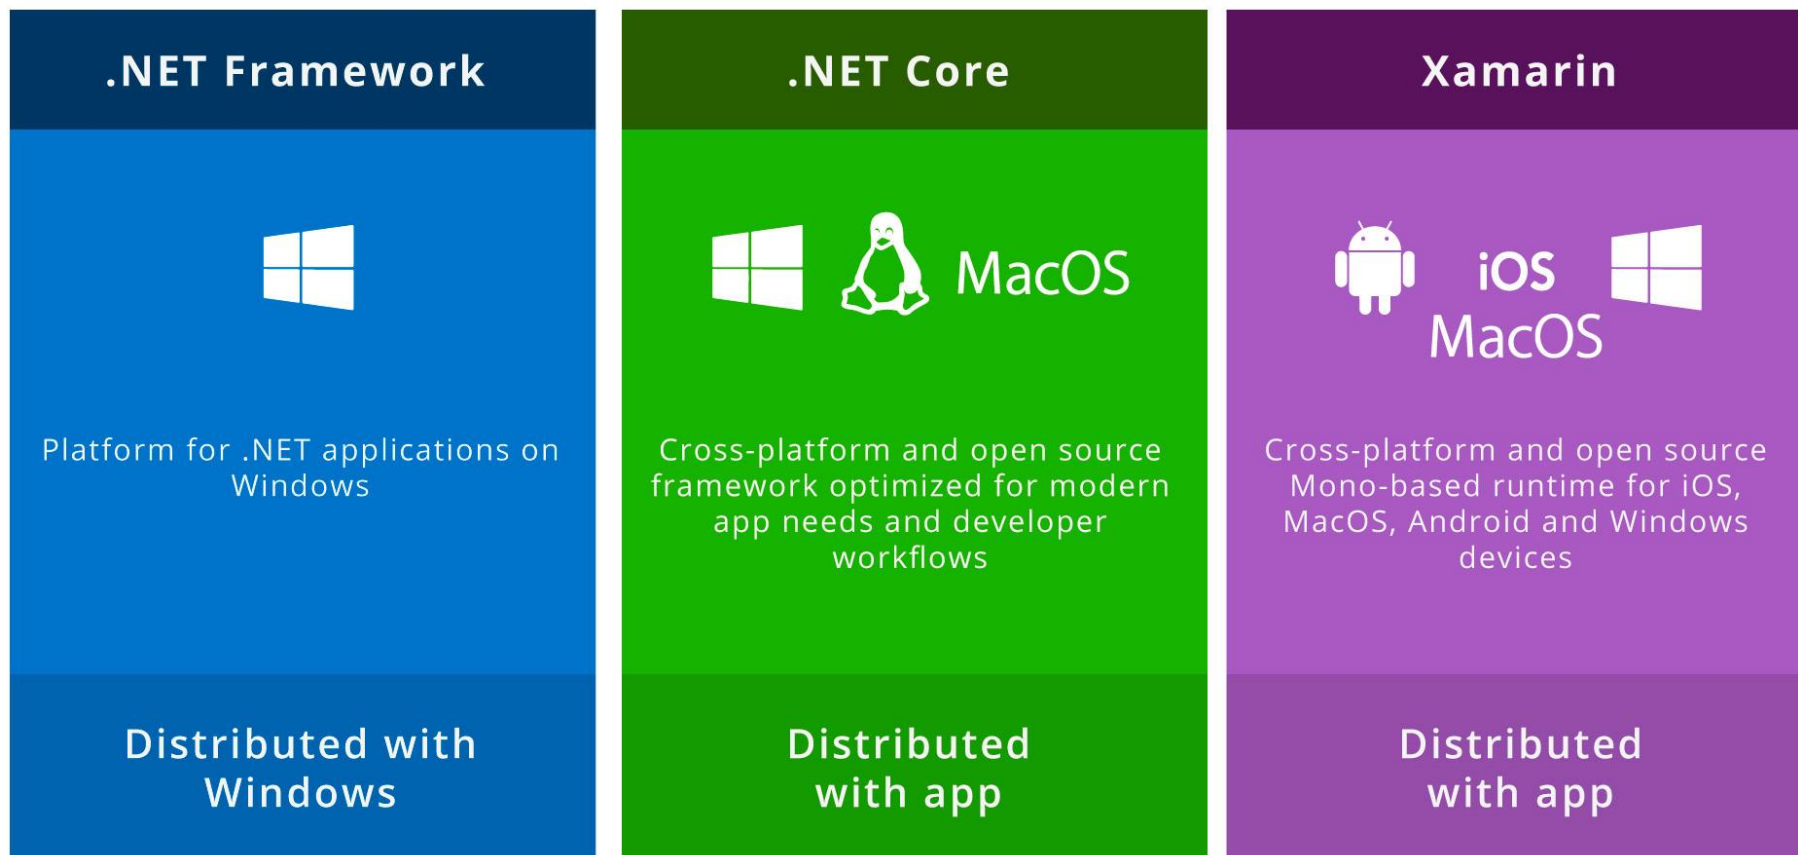 .NET Framework
Platform for .NET applications on
Windows
Distributed with
Windows
.NET Core
MacOS
Cross-platform and open source
framework optimized for modern
app needs and developer
workflows
Distributed
with app
Xamarin
iOS
MacOS
Cross-platform and open source
Mono-based runtime for iOS,
MacOS, Android and Windows
devices
Distributed
with app